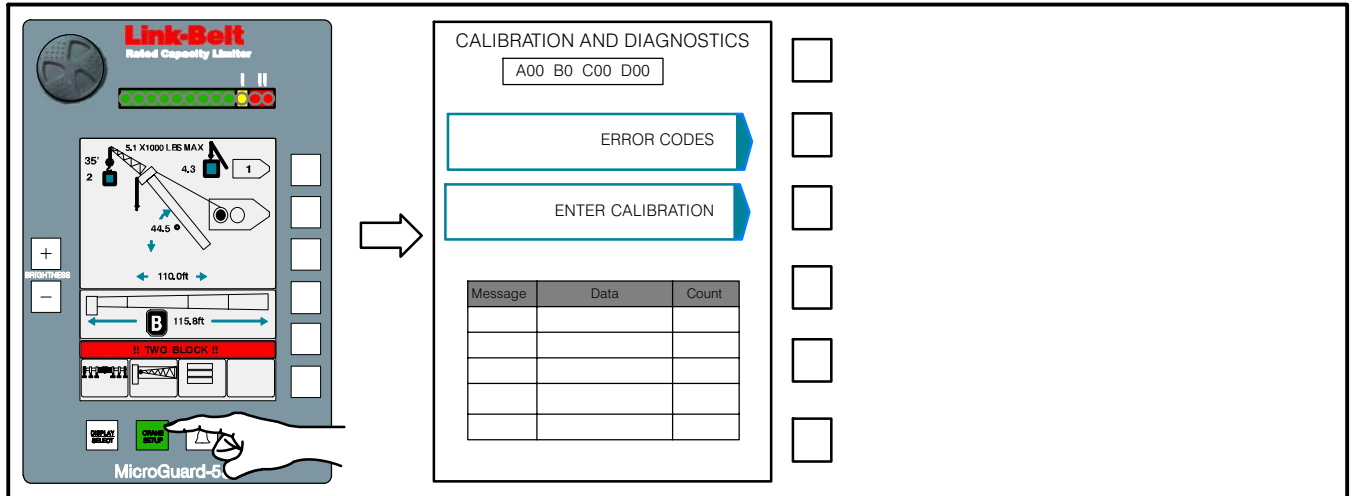 Link-Belt
Rated Capacity Limiter
I II
5.1 X1000 LBS MAX
35'
2
4.3
1
44.5 °
110.0ft
+
BRIGHTNESS
−
B 115.8ft
!! TWO BLOCK !!
DISPLAY SELECT
CRANE SETUP
MicroGuard-5
CALIBRATION AND DIAGNOSTICS
A00 B0 C00 D00
ERROR CODES
ENTER CALIBRATION
Message Data Count